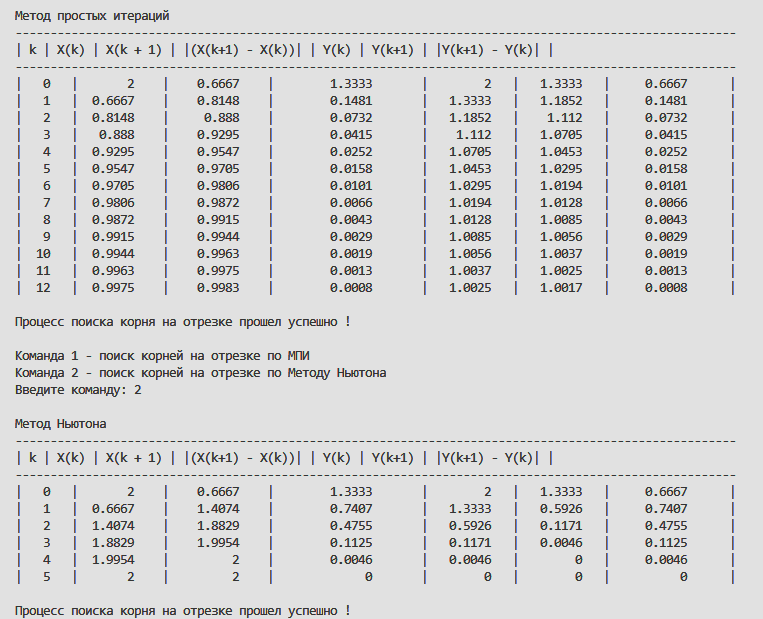 Метод простых итераций
----------------------------------------------------------------------------------------------
| k | X(k) | X(k + 1) | |(X(k+1) - X(k))| | Y(k) | Y(k+1) | |Y(k+1) - Y(k)| |
----------------------------------------------------------------------------------------------
| 0 | 2 | 0.6667 | 1.3333 | 2 | 1.3333 | 0.6667 |
| 1 | 0.6667 | 0.8148 | 0.1481 | 1.3333 | 1.1852 | 0.1481 |
| 2 | 0.8148 | 0.888 | 0.0732 | 1.1852 | 1.112 | 0.0732 |
| 3 | 0.888 | 0.9295 | 0.0415 | 1.112 | 1.0705 | 0.0415 |
| 4 | 0.9295 | 0.9547 | 0.0252 | 1.0705 | 1.0453 | 0.0252 |
| 5 | 0.9547 | 0.9705 | 0.0158 | 1.0453 | 1.0295 | 0.0158 |
| 6 | 0.9705 | 0.9806 | 0.0101 | 1.0295 | 1.0194 | 0.0101 |
| 7 | 0.9806 | 0.9872 | 0.0066 | 1.0194 | 1.0128 | 0.0066 |
| 8 | 0.9872 | 0.9915 | 0.0043 | 1.0128 | 1.0085 | 0.0043 |
| 9 | 0.9915 | 0.9944 | 0.0029 | 1.0085 | 1.0056 | 0.0029 |
| 10 | 0.9944 | 0.9963 | 0.0019 | 1.0056 | 1.0037 | 0.0019 |
| 11 | 0.9963 | 0.9975 | 0.0013 | 1.0037 | 1.0025 | 0.0013 |
| 12 | 0.9975 | 0.9983 | 0.0008 | 1.0025 | 1.0017 | 0.0008 |
Процесс поиска корня на отрезке прошел успешно !
Команда 1 - поиск корней на отрезке по МПИ
Команда 2 - поиск корней на отрезке по Методу Ньютона
Введите команду: 2
Метод Ньютона
----------------------------------------------------------------------------------------------
| k | X(k) | X(k + 1) | |(X(k+1) - X(k))| | Y(k) | Y(k+1) | |Y(k+1) - Y(k)| |
----------------------------------------------------------------------------------------------
| 0 | 2 | 0.6667 | 1.3333 | 2 | 1.3333 | 0.6667 |
| 1 | 0.6667 | 1.4074 | 0.7407 | 1.3333 | 0.5926 | 0.7407 |
| 2 | 1.4074 | 1.8829 | 0.4755 | 0.5926 | 0.1171 | 0.4755 |
| 3 | 1.8829 | 1.9954 | 0.1125 | 0.1171 | 0.0046 | 0.1125 |
| 4 | 1.9954 | 2 | 0.0046 | 0.0046 | 0 | 0.0046 |
| 5 | 2 | 2 | 0 | 0 | 0 | 0 |
Процесс поиска корня на отрезке прошел успешно !